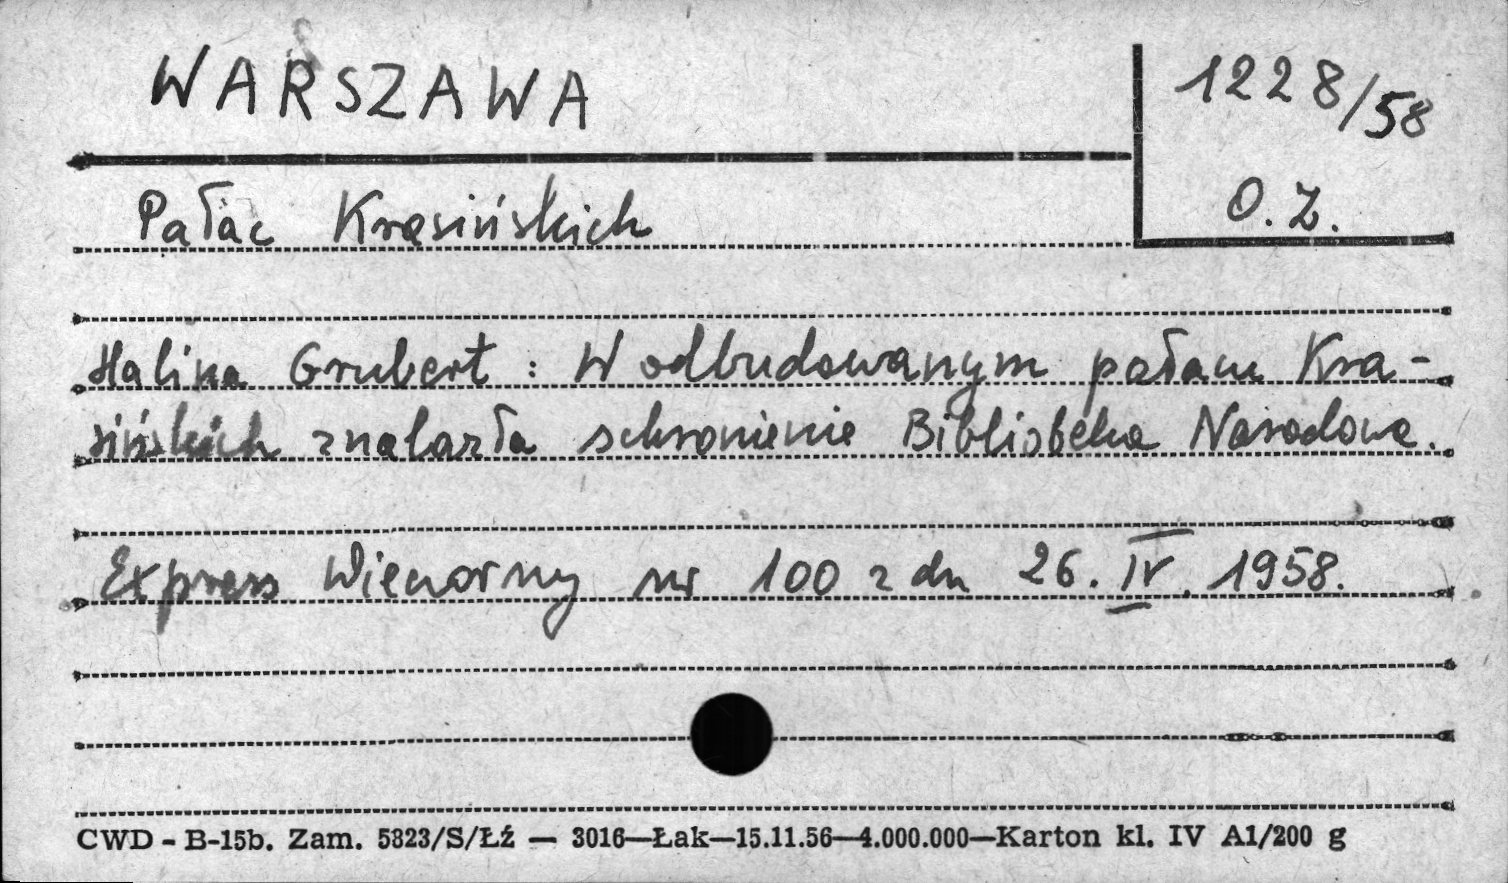 WARSZAWA
1228/58
O. Z.
Pałac Krasińskich
Halina Grubert : W odbudowanym pałacu Kra-
sińskich znalazła schronienie Biblioteka Narodowa.
Express Wieczorny nr 100 z dn 26. IV. 1958.
CWD - B-15b. Zam. 5823/S/Łź — 3016—Łak—15.11.56—4.000.000—Karton kl. IV A1/200 g